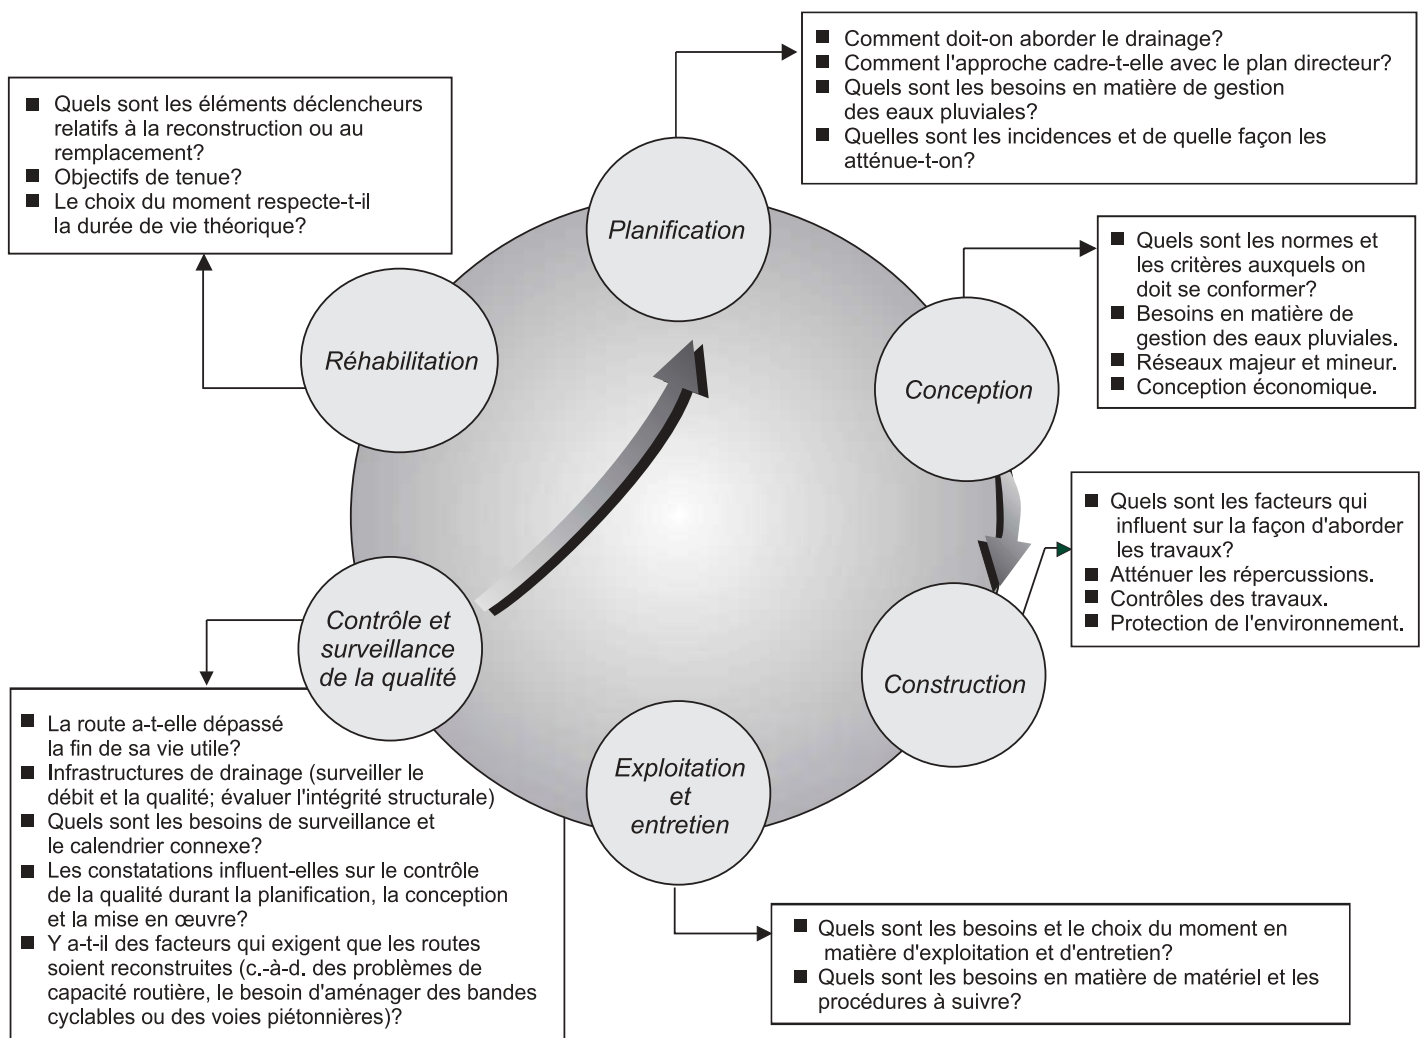 ■ Comment doit-on aborder le drainage?
■ Comment l'approche cadre-t-elle avec le plan directeur?
■ Quels sont les besoins en matière de gestion
des eaux pluviales?
■ Quelles sont les incidences et de quelle façon les
atténue-t-on?
■ Quels sont les éléments déclencheurs
relatifs à la reconstruction ou au
remplacement?
■ Objectifs de tenue?
■ Le choix du moment respecte-t-il
la durée de vie théorique?
Planification
■ Quels sont les normes et
les critères auxquels on
doit se conformer?
■ Besoins en matière de
gestion des eaux pluviales.
■ Réseaux majeur et mineur.
■ Conception économique.
Réhabilitation
Conception
■ Quels sont les facteurs qui
influent sur la façon d'aborder
les travaux?
■ Atténuer les répercussions.
■ Contrôles des travaux.
■ Protection de l'environnement.
Contrôle et
surveillance
de la qualité
Construction
■ La route a-t-elle dépassé
la fin de sa vie utile?
■ Infrastructures de drainage (surveiller le
débit et la qualité; évaluer l'intégrité structurale)
■ Quels sont les besoins de surveillance et
le calendrier connexe?
■ Les constatations influent-elles sur le contrôle
de la qualité durant la planification, la conception
et la mise en œuvre?
■ Y a-t-il des facteurs qui exigent que les routes
soient reconstruites (c.-à-d. des problèmes de
capacité routière, le besoin d'aménager des bandes
cyclables ou des voies piétonnières)?
Exploitation
et
entretien
■ Quels sont les besoins et le choix du moment en
matière d'exploitation et d'entretien?
■ Quels sont les besoins en matière de matériel et les
procédures à suivre?